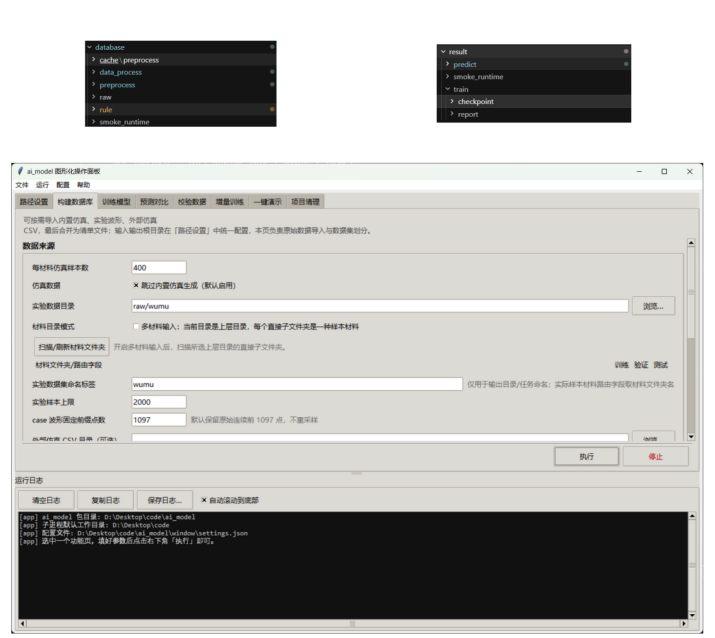 database
cache \ preprocess
data_process
preprocess
raw
rule
smoke_runtime
result
predict
smoke_runtime
train
checkpoint
report
ai_model 图形化操作面板
文件 运行 配置 帮助
路径设置 构建数据库 训练模型 预测对比 校验数据 增量训练 一键演示 项目清理
可按需导入内置仿真、实验波形、外部仿真
CSV，最后合并为清单文件；输入输出根目录在「路径设置」中统一配置，本页负责原始数据导入与数据集划分。
数据来源
每材料仿真样本数 400
仿真数据 跳过内置仿真生成（默认启用）
实验数据目录 raw/wumu 浏览...
材料目录模式 多材料输入：当前目录是上层目录，每个直接子文件夹是一种样本材料
扫描/刷新材料文件夹 开启多材料输入后，扫描所选上层目录的直接子文件夹。
材料文件夹/路由字段 训练 验证 测试
实验数据集命名标签 wumu 仅用于输出目录/任务命名；实际样本材料路由字段取材料文件夹名
实验样本上限 2000
case 波形固定前缀点数 1097 默认保留原始连续前 1097 点，不重采样
外部仿真 CSV 目录（可选） 浏览
执行 停止
运行日志
清空日志 复制日志 保存日志... 自动滚动到底部
[app] ai_model 包目录: D:\Desktop\code\ai_model
[app] 子进程默认工作目录: D:\Desktop\code
[app] 配置文件: D:\Desktop\code\ai_model\window\settings.json
[app] 选中一个功能页，填好参数后点击右下角「执行」即可。